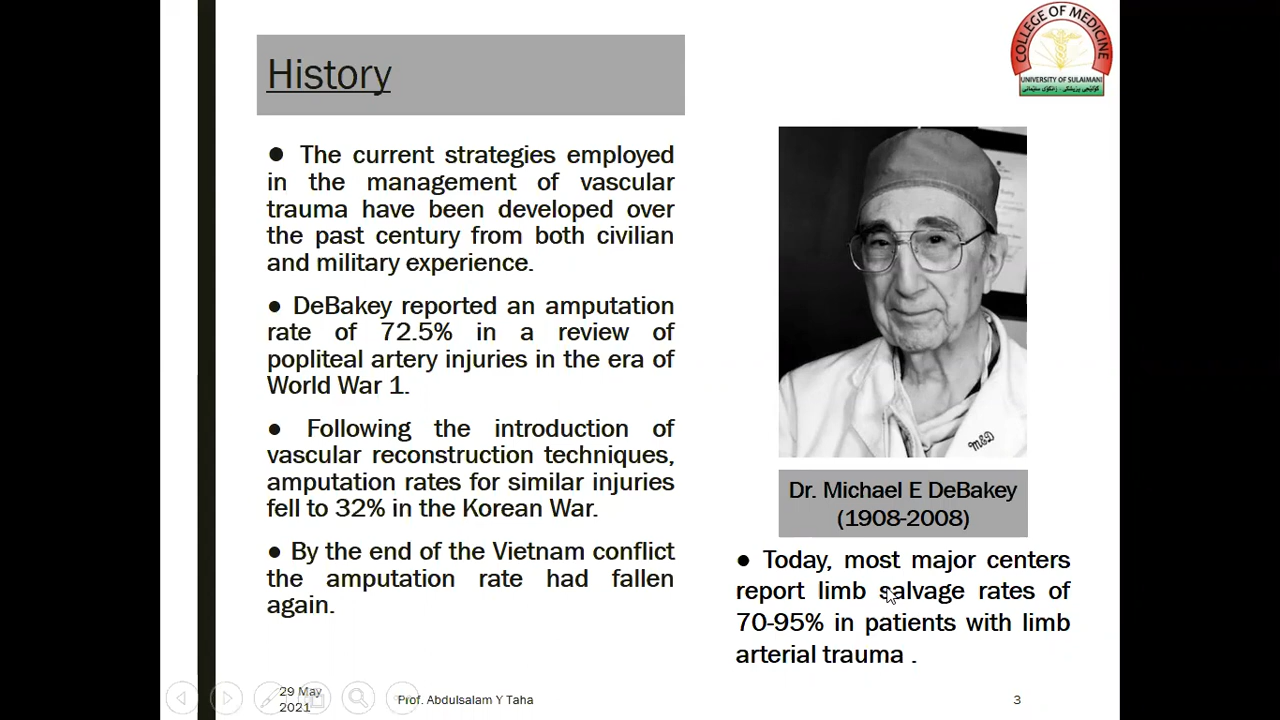 History
COLLEGE OF MEDICINE
UNIVERSITY OF SULAIMANI
کۆلێجی پزیشکی - زانکۆی سلێمانی
● The current strategies employed
in the management of vascular
trauma have been developed over
the past century from both civilian
and military experience.
● DeBakey reported an amputation
rate of 72.5% in a review of
popliteal artery injuries in the era of
World War 1.
● Following the introduction of
vascular reconstruction techniques,
amputation rates for similar injuries
fell to 32% in the Korean War.
● By the end of the Vietnam conflict
the amputation rate had fallen
again.
MED
Dr. Michael E DeBakey
(1908-2008)
● Today, most major centers
report limb salvage rates of
70-95% in patients with limb
arterial trauma .
29 May
2021
Prof. Abdulsalam Y Taha
3